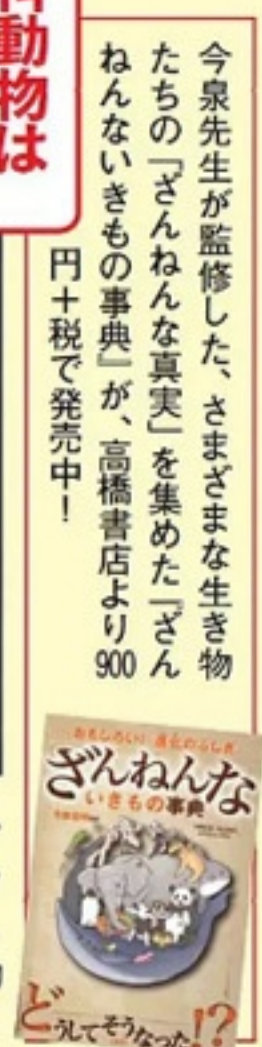 科動物は
今泉先生が監修した、さまざまな生き物
たちの「ざんねんな真実」を集めた『ざん
ねんないきもの事典』が、高橋書店より900
円＋税で発売中！
おもしろい！進化のふしぎ
ざんねんな
いきもの事典
どうしてそうなった!?